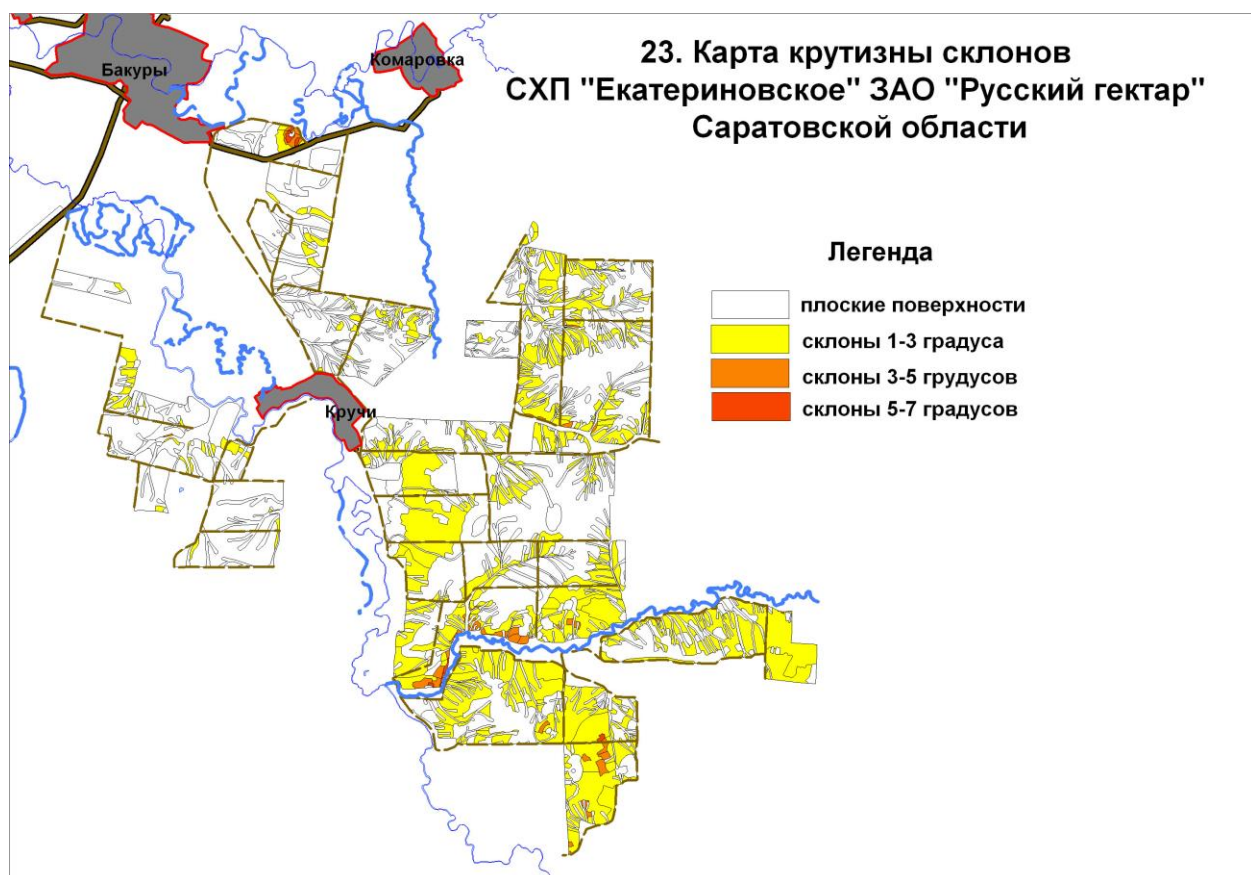 23. Карта крутизны склонов
СХП "Екатериновское" ЗАО "Русский гектар"
Саратовской области
Бакуры
Комаровка
Кручи
Легенда
плоские поверхности
склоны 1-3 градуса
склоны 3-5 грудусов
склоны 5-7 градусов